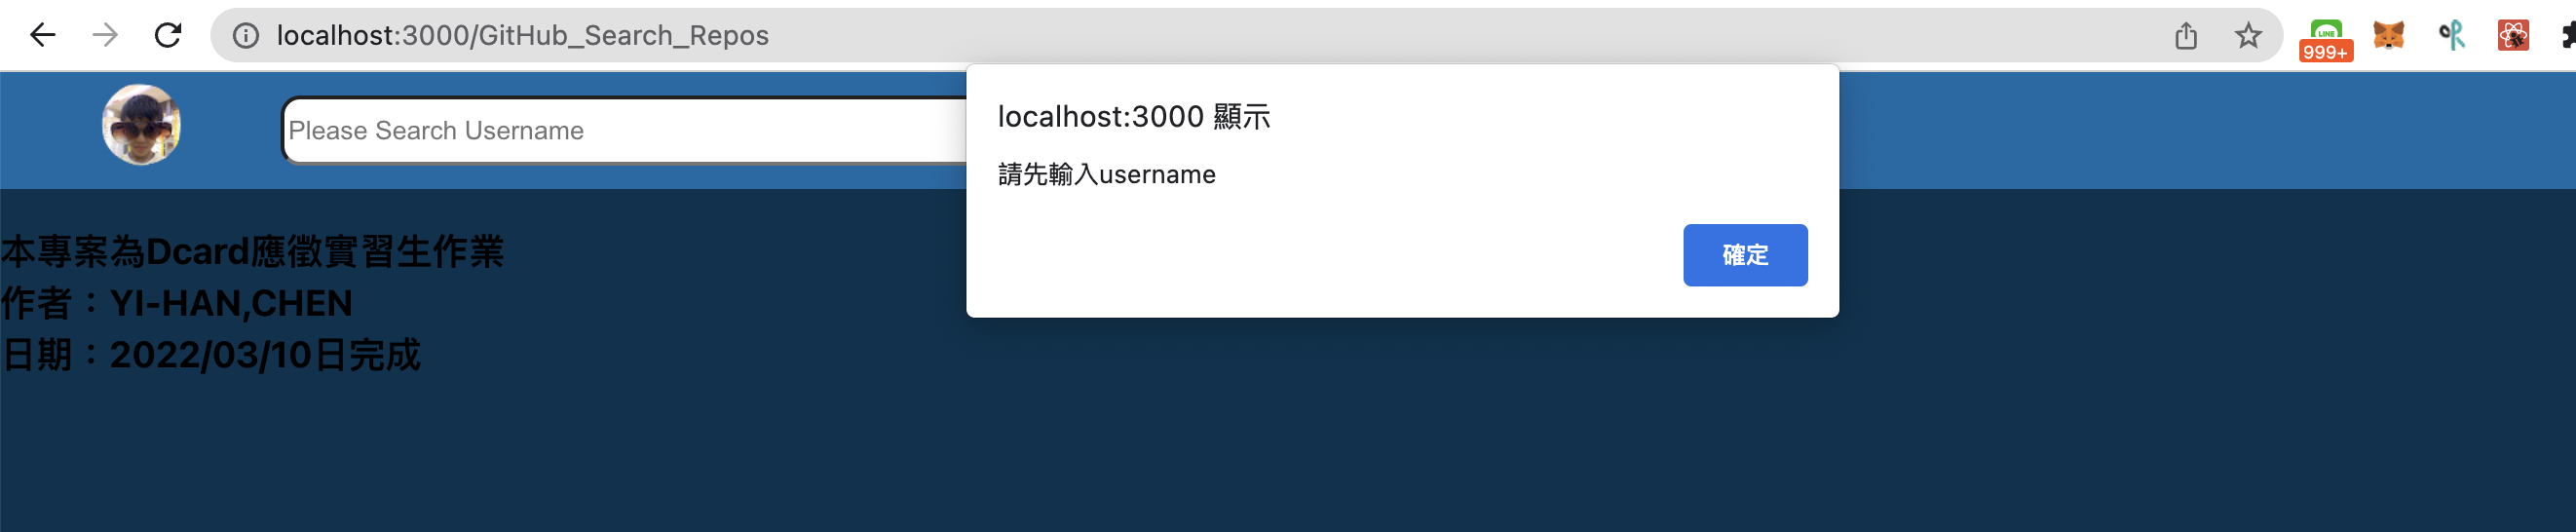 localhost:3000/GitHub_Search_Repos
LINE
999+
Please Search Username
localhost:3000 顯示
請先輸入username
確定
本專案為Dcard應徵實習生作業
作者：YI-HAN,CHEN
日期：2022/03/10日完成